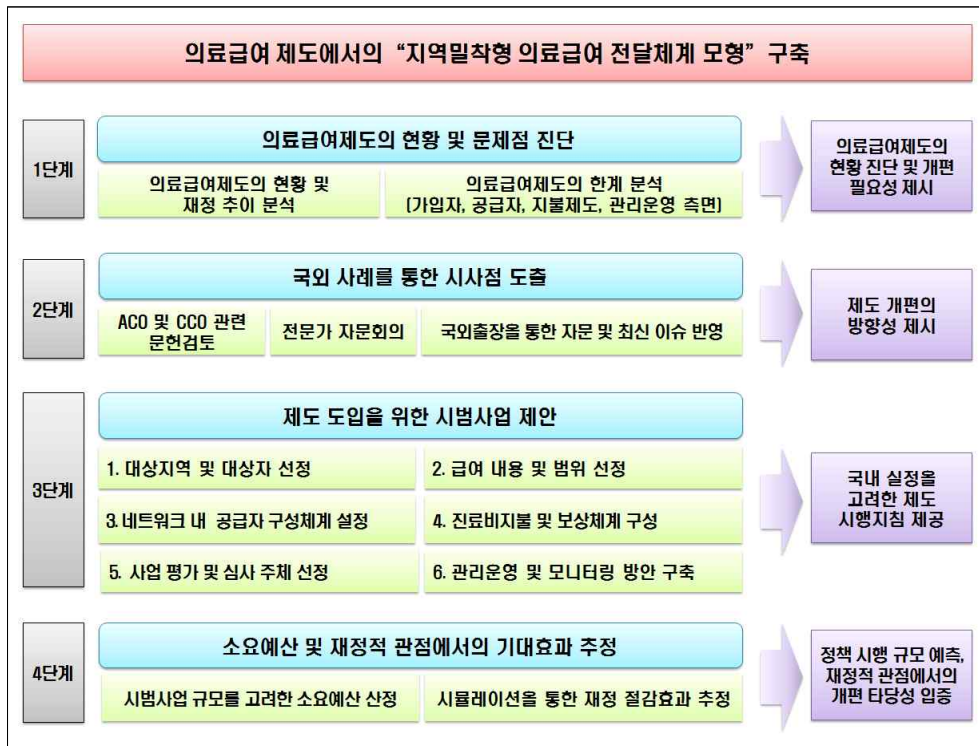 의료급여 제도에서의 “지역밀착형 의료급여 전달체계 모형” 구축
1단계
의료급여제도의 현황 및 문제점 진단
의료급여제도의 현황 및
재정 추이 분석
의료급여제도의 한계 분석
(가입자, 공급자, 지불제도, 관리운영 측면)
의료급여제도의
현황 진단 및 개편
필요성 제시
2단계
국외 사례를 통한 시사점 도출
ACO 및 CCO 관련
문헌검토
전문가 자문회의
국외출장을 통한 자문 및 최신 이슈 반영
제도 개편의
방향성 제시
3단계
제도 도입을 위한 시범사업 제안
1. 대상지역 및 대상자 선정
2. 급여 내용 및 범위 선정
3. 네트워크 내 공급자 구성체계 설정
4. 진료비지불 및 보상체계 구성
5. 사업 평가 및 심사 주체 선정
6. 관리운영 및 모니터링 방안 구축
국내 실정을
고려한 제도
시행지침 제공
4단계
소요예산 및 재정적 관점에서의 기대효과 추정
시범사업 규모를 고려한 소요예산 산정
시뮬레이션을 통한 재정 절감효과 추정
정책 시행 규모 예측,
재정적 관점에서의
개편 타당성 입증